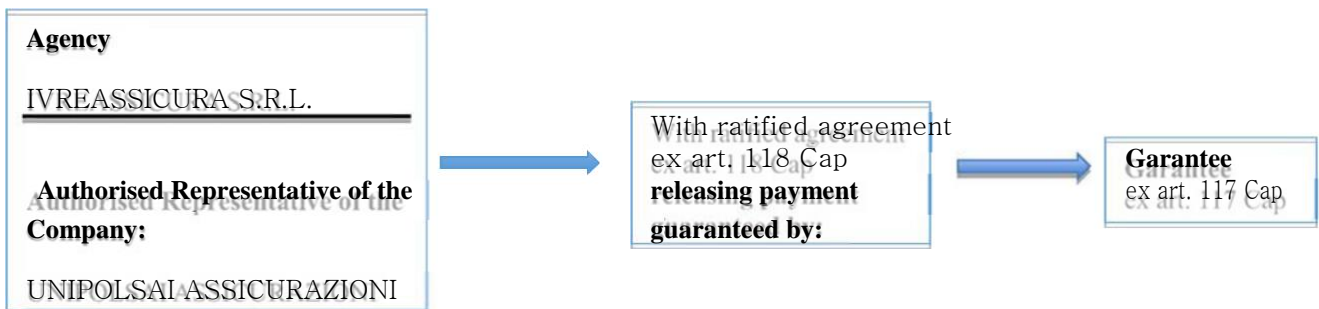 Agency
IVREASSICURA S.R.L.
Authorised Representative of the
Company:
UNIPOLSAI ASSICURAZIONI
With ratified agreement
ex art. 118 Cap
releasing payment
guaranteed by:
Garantee
ex art. 117 Cap